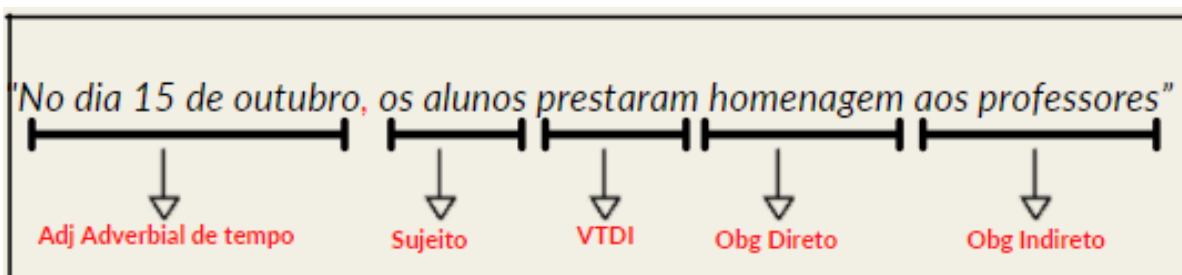 "No dia 15 de outubro, os alunos prestaram homenagem aos professores”
Adj Adverbial de tempo Sujeito VTDI Obg Direto Obg Indireto